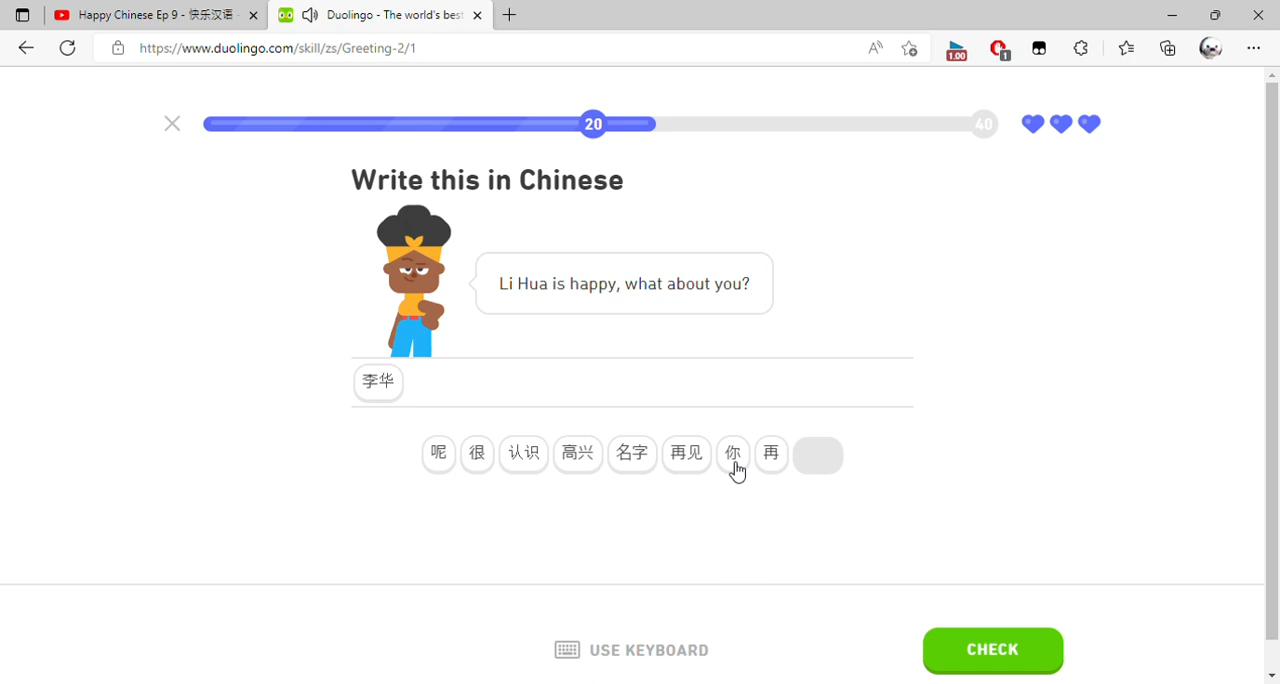 Happy Chinese Ep 9 - 快乐汉语
Duolingo - The world's best
https://www.duolingo.com/skill/zs/Greeting-2/1
1.00
1
20
40
Write this in Chinese
Li Hua is happy, what about you?
李华
呢 很 认识 高兴 名字 再见 你 再
USE KEYBOARD
CHECK